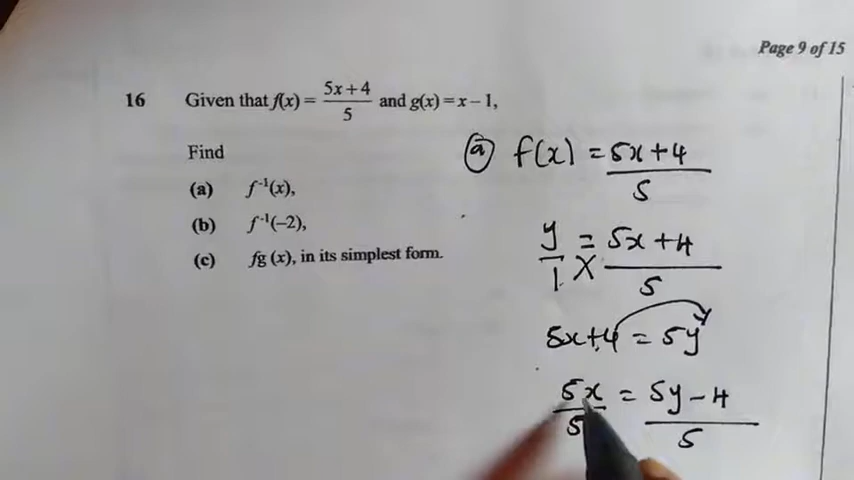 Page 9 of 15
16 Given that f(x) = (5x+4)/5 and g(x) = x – 1,
Find
(a) f⁻¹(x),
(b) f⁻¹(–2),
(c) fg (x), in its simplest form.
(a) f(x) = (5x+4)/5
y/1 X = (5x+4)/5
5x+4 = 5y
5x/5 = (5y-4)/5